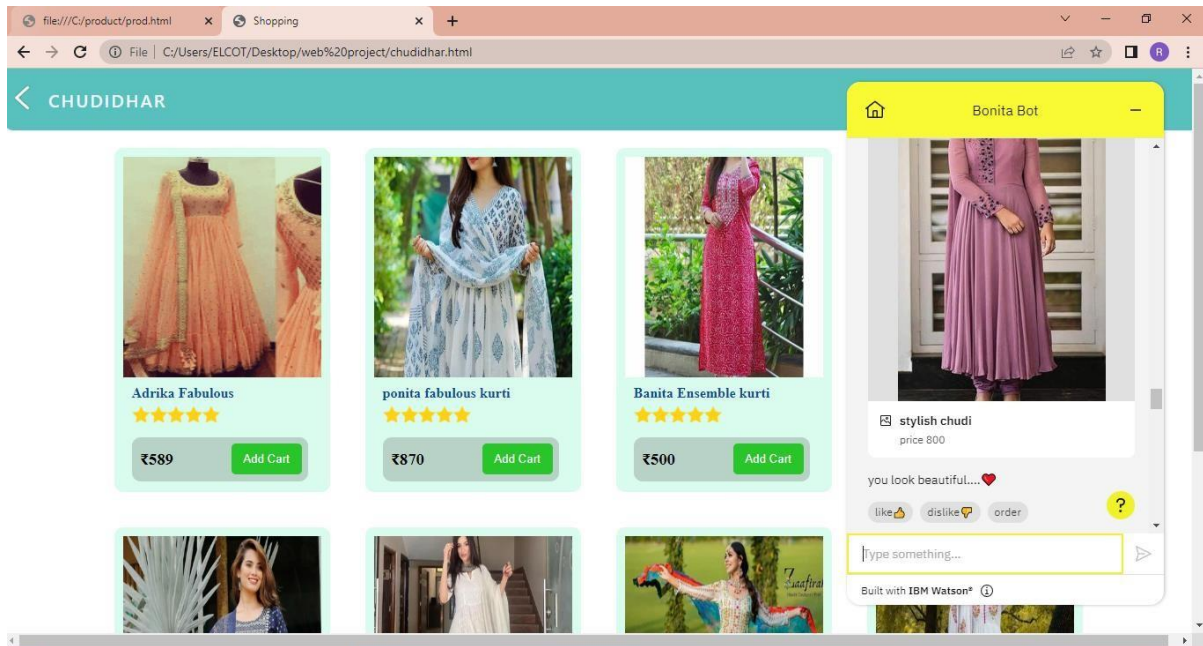 file:///C:/product/prod.html
Shopping
File | C:/Users/ELCOT/Desktop/web%20project/chudidhar.html
R
CHUDIDHAR
Adrika Fabulous
₹589
Add Cart
ponita fabulous kurti
₹870
Add Cart
Banita Ensemble kurti
₹500
Add Cart
Zaafira
Bonita Bot
stylish chudi
price 800
you look beautiful....❤️
like👍
dislike👎
order
?
Type something...
Built with IBM Watson®